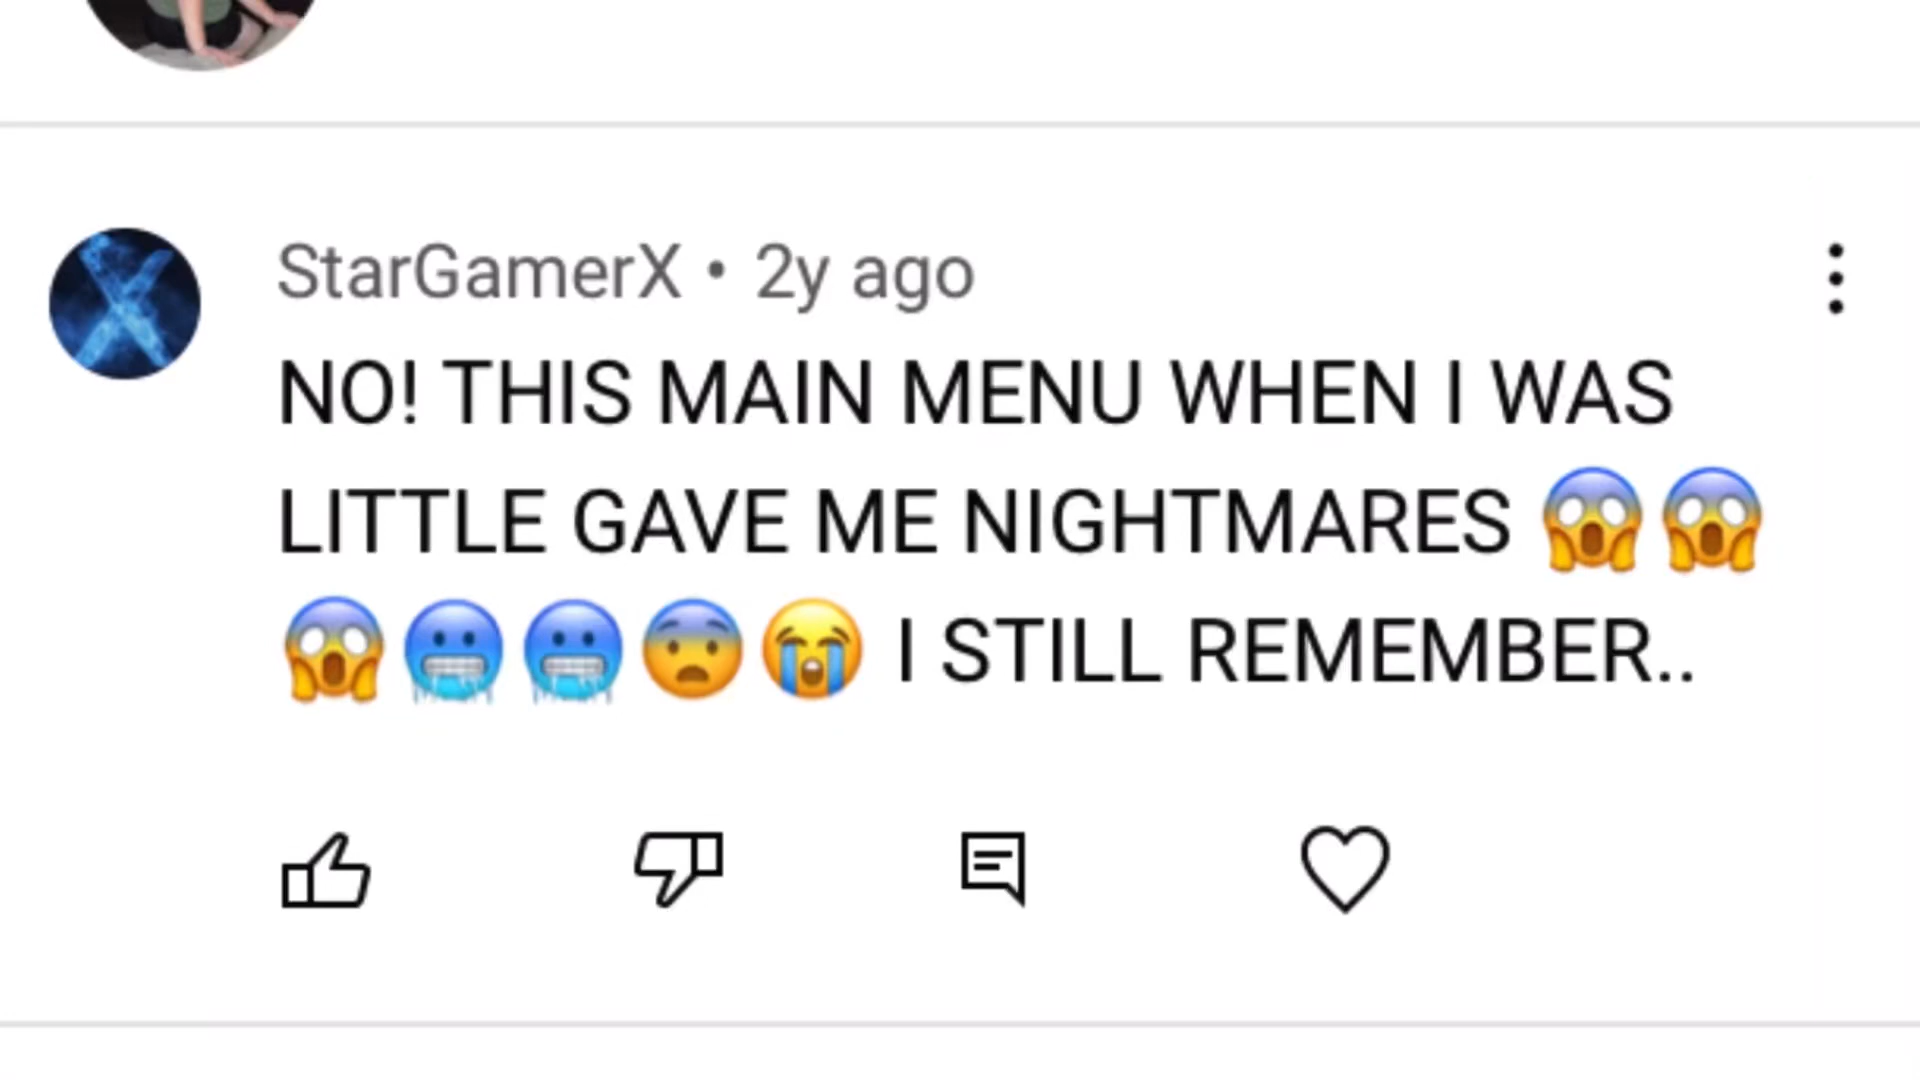 StarGamerX • 2y ago
NO! THIS MAIN MENU WHEN I WAS
LITTLE GAVE ME NIGHTMARES 😱😱
😱🥶🥶😨😭 I STILL REMEMBER..